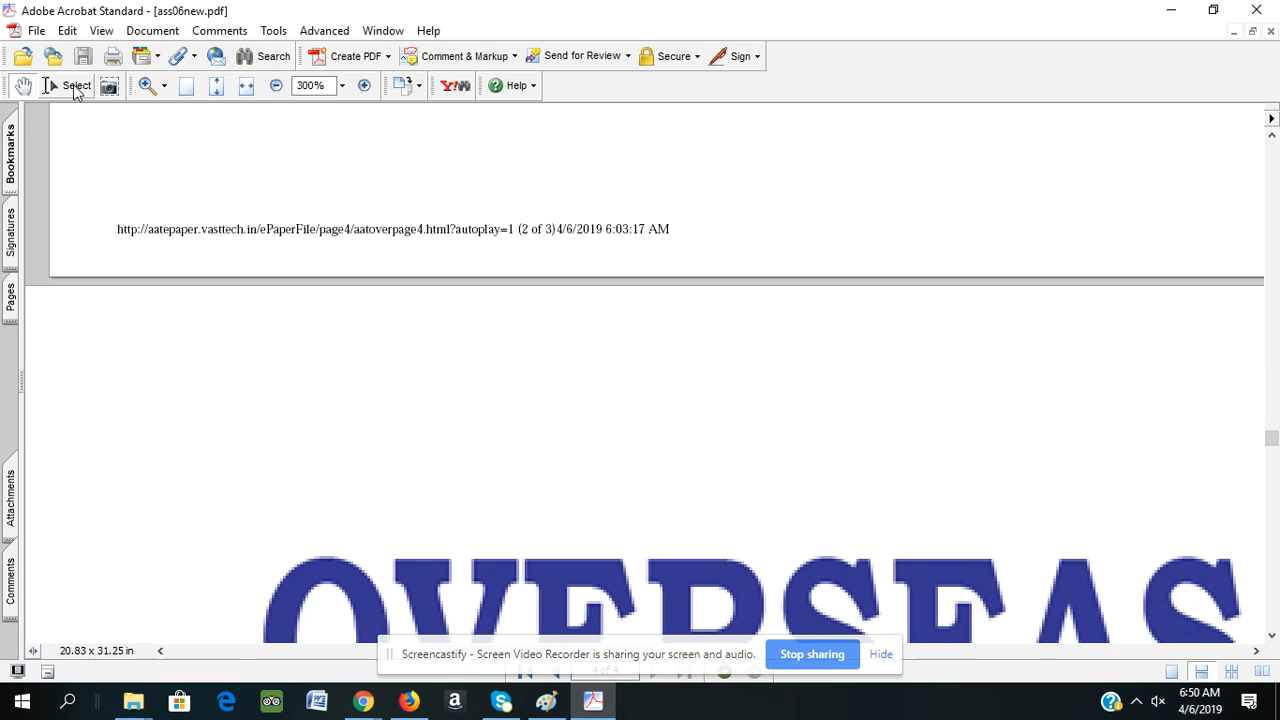 Adobe Acrobat Standard - [ass06new.pdf]
File Edit View Document Comments Tools Advanced Window Help
Search Create PDF Comment & Markup Send for Review Secure Sign
Select 300% Y! Help
Bookmarks
Signatures
Pages
Attachments
Comments
http://aatepaper.vasttech.in/ePaperFile/page4/aatoverpage4.html?autoplay=1 (2 of 3)4/6/2019 6:03:17 AM
OVERSEAS
20.83 x 31.25 in
Screencastify - Screen Video Recorder is sharing your screen and audio. Stop sharing Hide
4 of 4
6:50 AM
4/6/2019